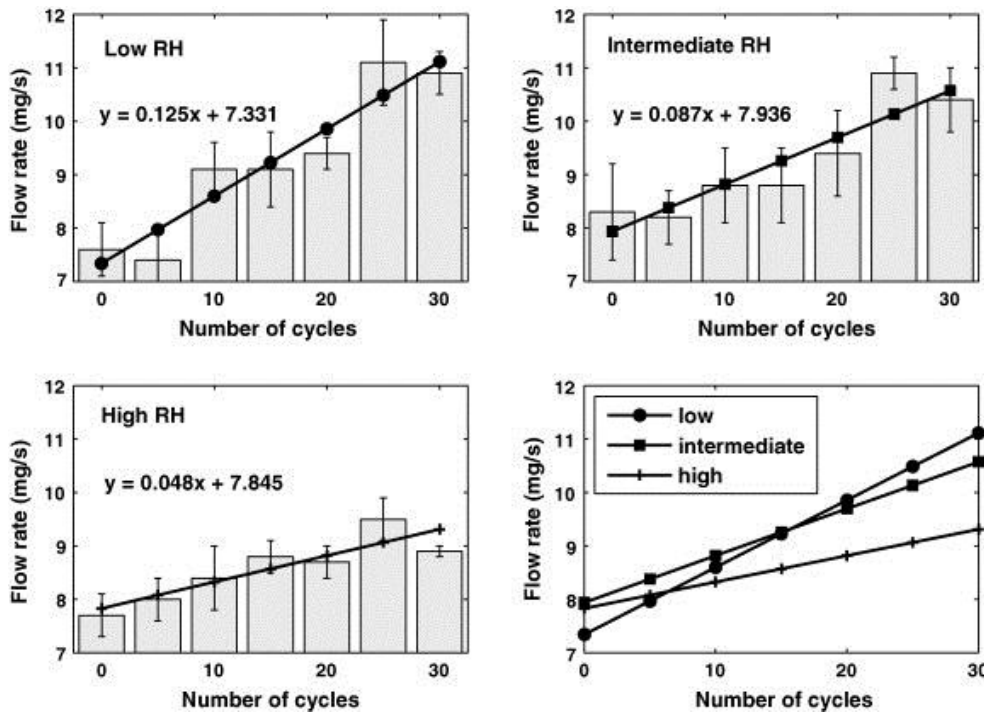 12
11
10
9
8
7
Flow rate (mg/s)
Low RH
y = 0.125x + 7.331
0 10 20 30
Number of cycles
12
11
10
9
8
7
Flow rate (mg/s)
Intermediate RH
y = 0.087x + 7.936
0 10 20 30
Number of cycles
12
11
10
9
8
7
Flow rate (mg/s)
High RH
y = 0.048x + 7.845
0 10 20 30
Number of cycles
12
11
10
9
8
7
Flow rate (mg/s)
low
intermediate
high
0 10 20 30
Number of cycles